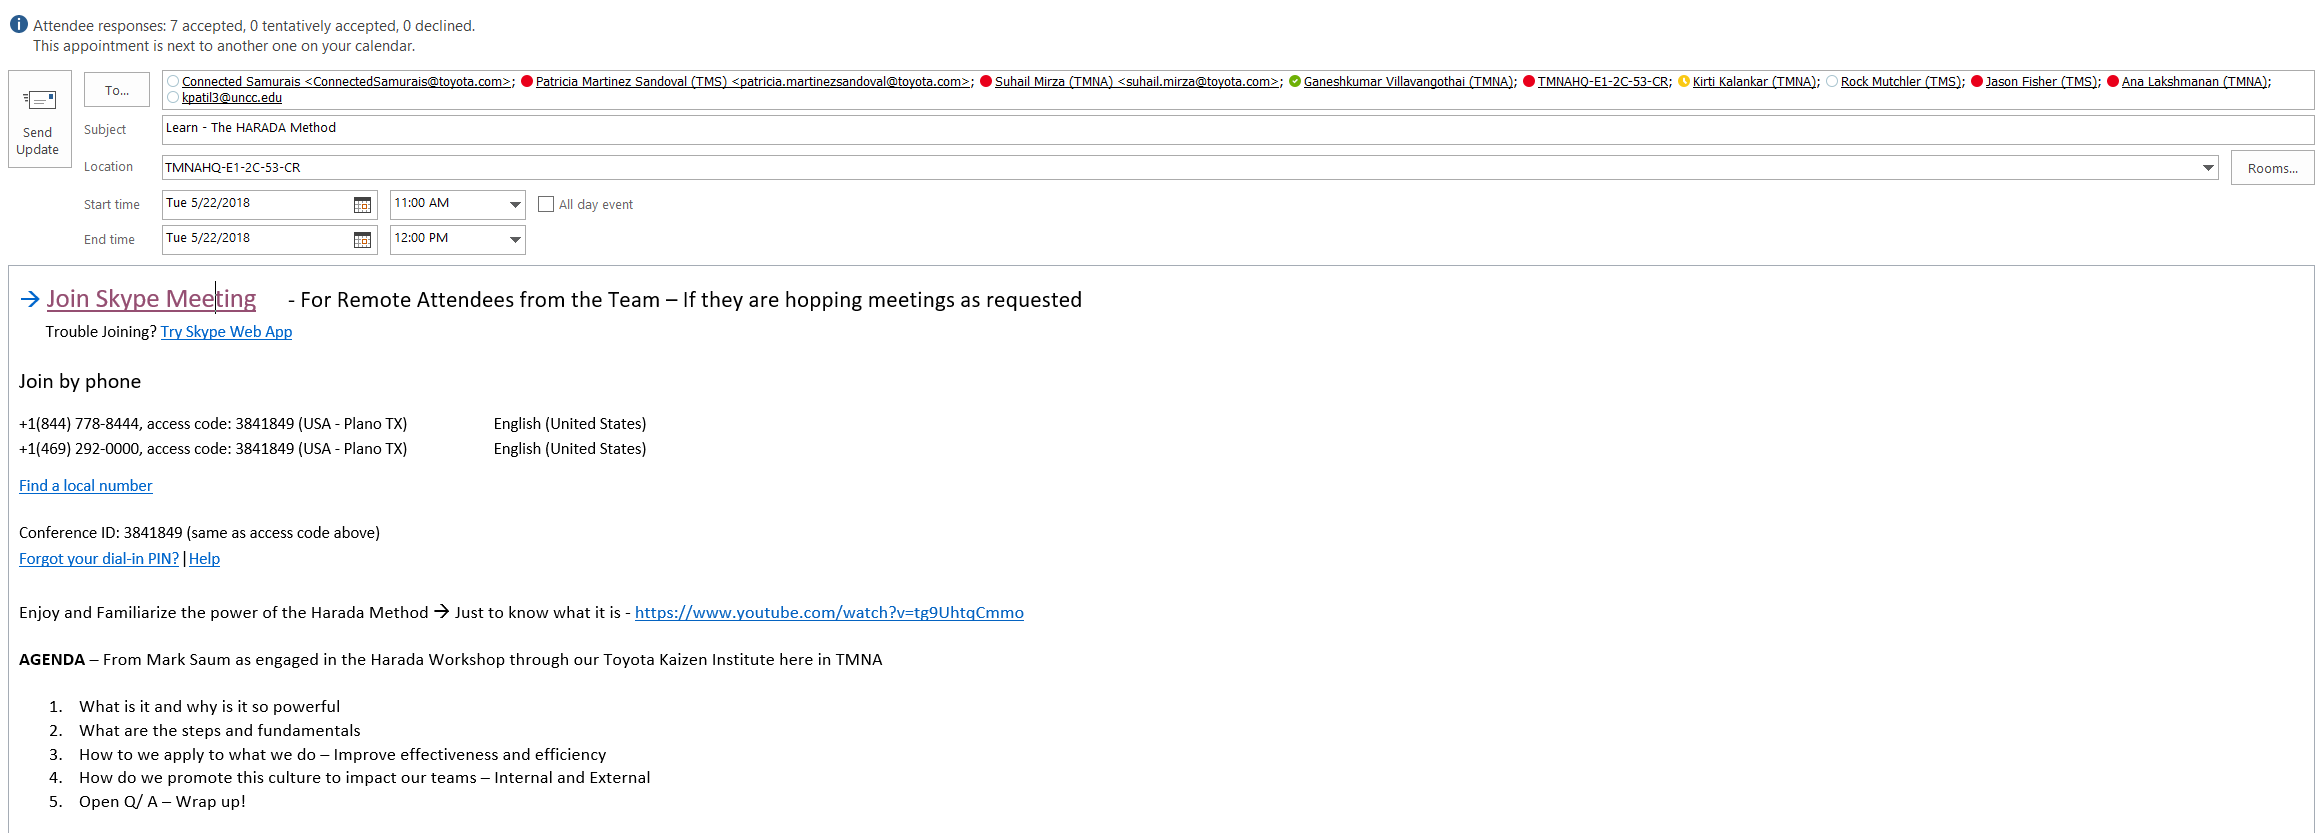 Attendee responses: 7 accepted, 0 tentatively accepted, 0 declined.
This appointment is next to another one on your calendar.
Send Update
To...
Connected Samurais <ConnectedSamurais@toyota.com>; Patricia Martinez Sandoval (TMS) <patricia.martinezsandoval@toyota.com>; Suhail Mirza (TMNA) <suhail.mirza@toyota.com>; Ganeshkumar Villavangothai (TMNA); TMNAHQ-E1-2C-53-CR; Kirti Kalankar (TMNA); Rock Mutchler (TMS); Jason Fisher (TMS); Ana Lakshmanan (TMNA);
kpatil3@uncc.edu
Subject Learn - The HARADA Method
Location TMNAHQ-E1-2C-53-CR Rooms...
Start time Tue 5/22/2018 11:00 AM All day event
End time Tue 5/22/2018 12:00 PM
→ Join Skype Meeting - For Remote Attendees from the Team – If they are hopping meetings as requested
Trouble Joining? Try Skype Web App
Join by phone
+1(844) 778-8444, access code: 3841849 (USA - Plano TX) English (United States)
+1(469) 292-0000, access code: 3841849 (USA - Plano TX) English (United States)
Find a local number
Conference ID: 3841849 (same as access code above)
Forgot your dial-in PIN? | Help
Enjoy and Familiarize the power of the Harada Method → Just to know what it is - https://www.youtube.com/watch?v=tg9UhtqCmmo
AGENDA – From Mark Saum as engaged in the Harada Workshop through our Toyota Kaizen Institute here in TMNA
1. What is it and why is it so powerful
2. What are the steps and fundamentals
3. How to we apply to what we do – Improve effectiveness and efficiency
4. How do we promote this culture to impact our teams – Internal and External
5. Open Q/ A – Wrap up!